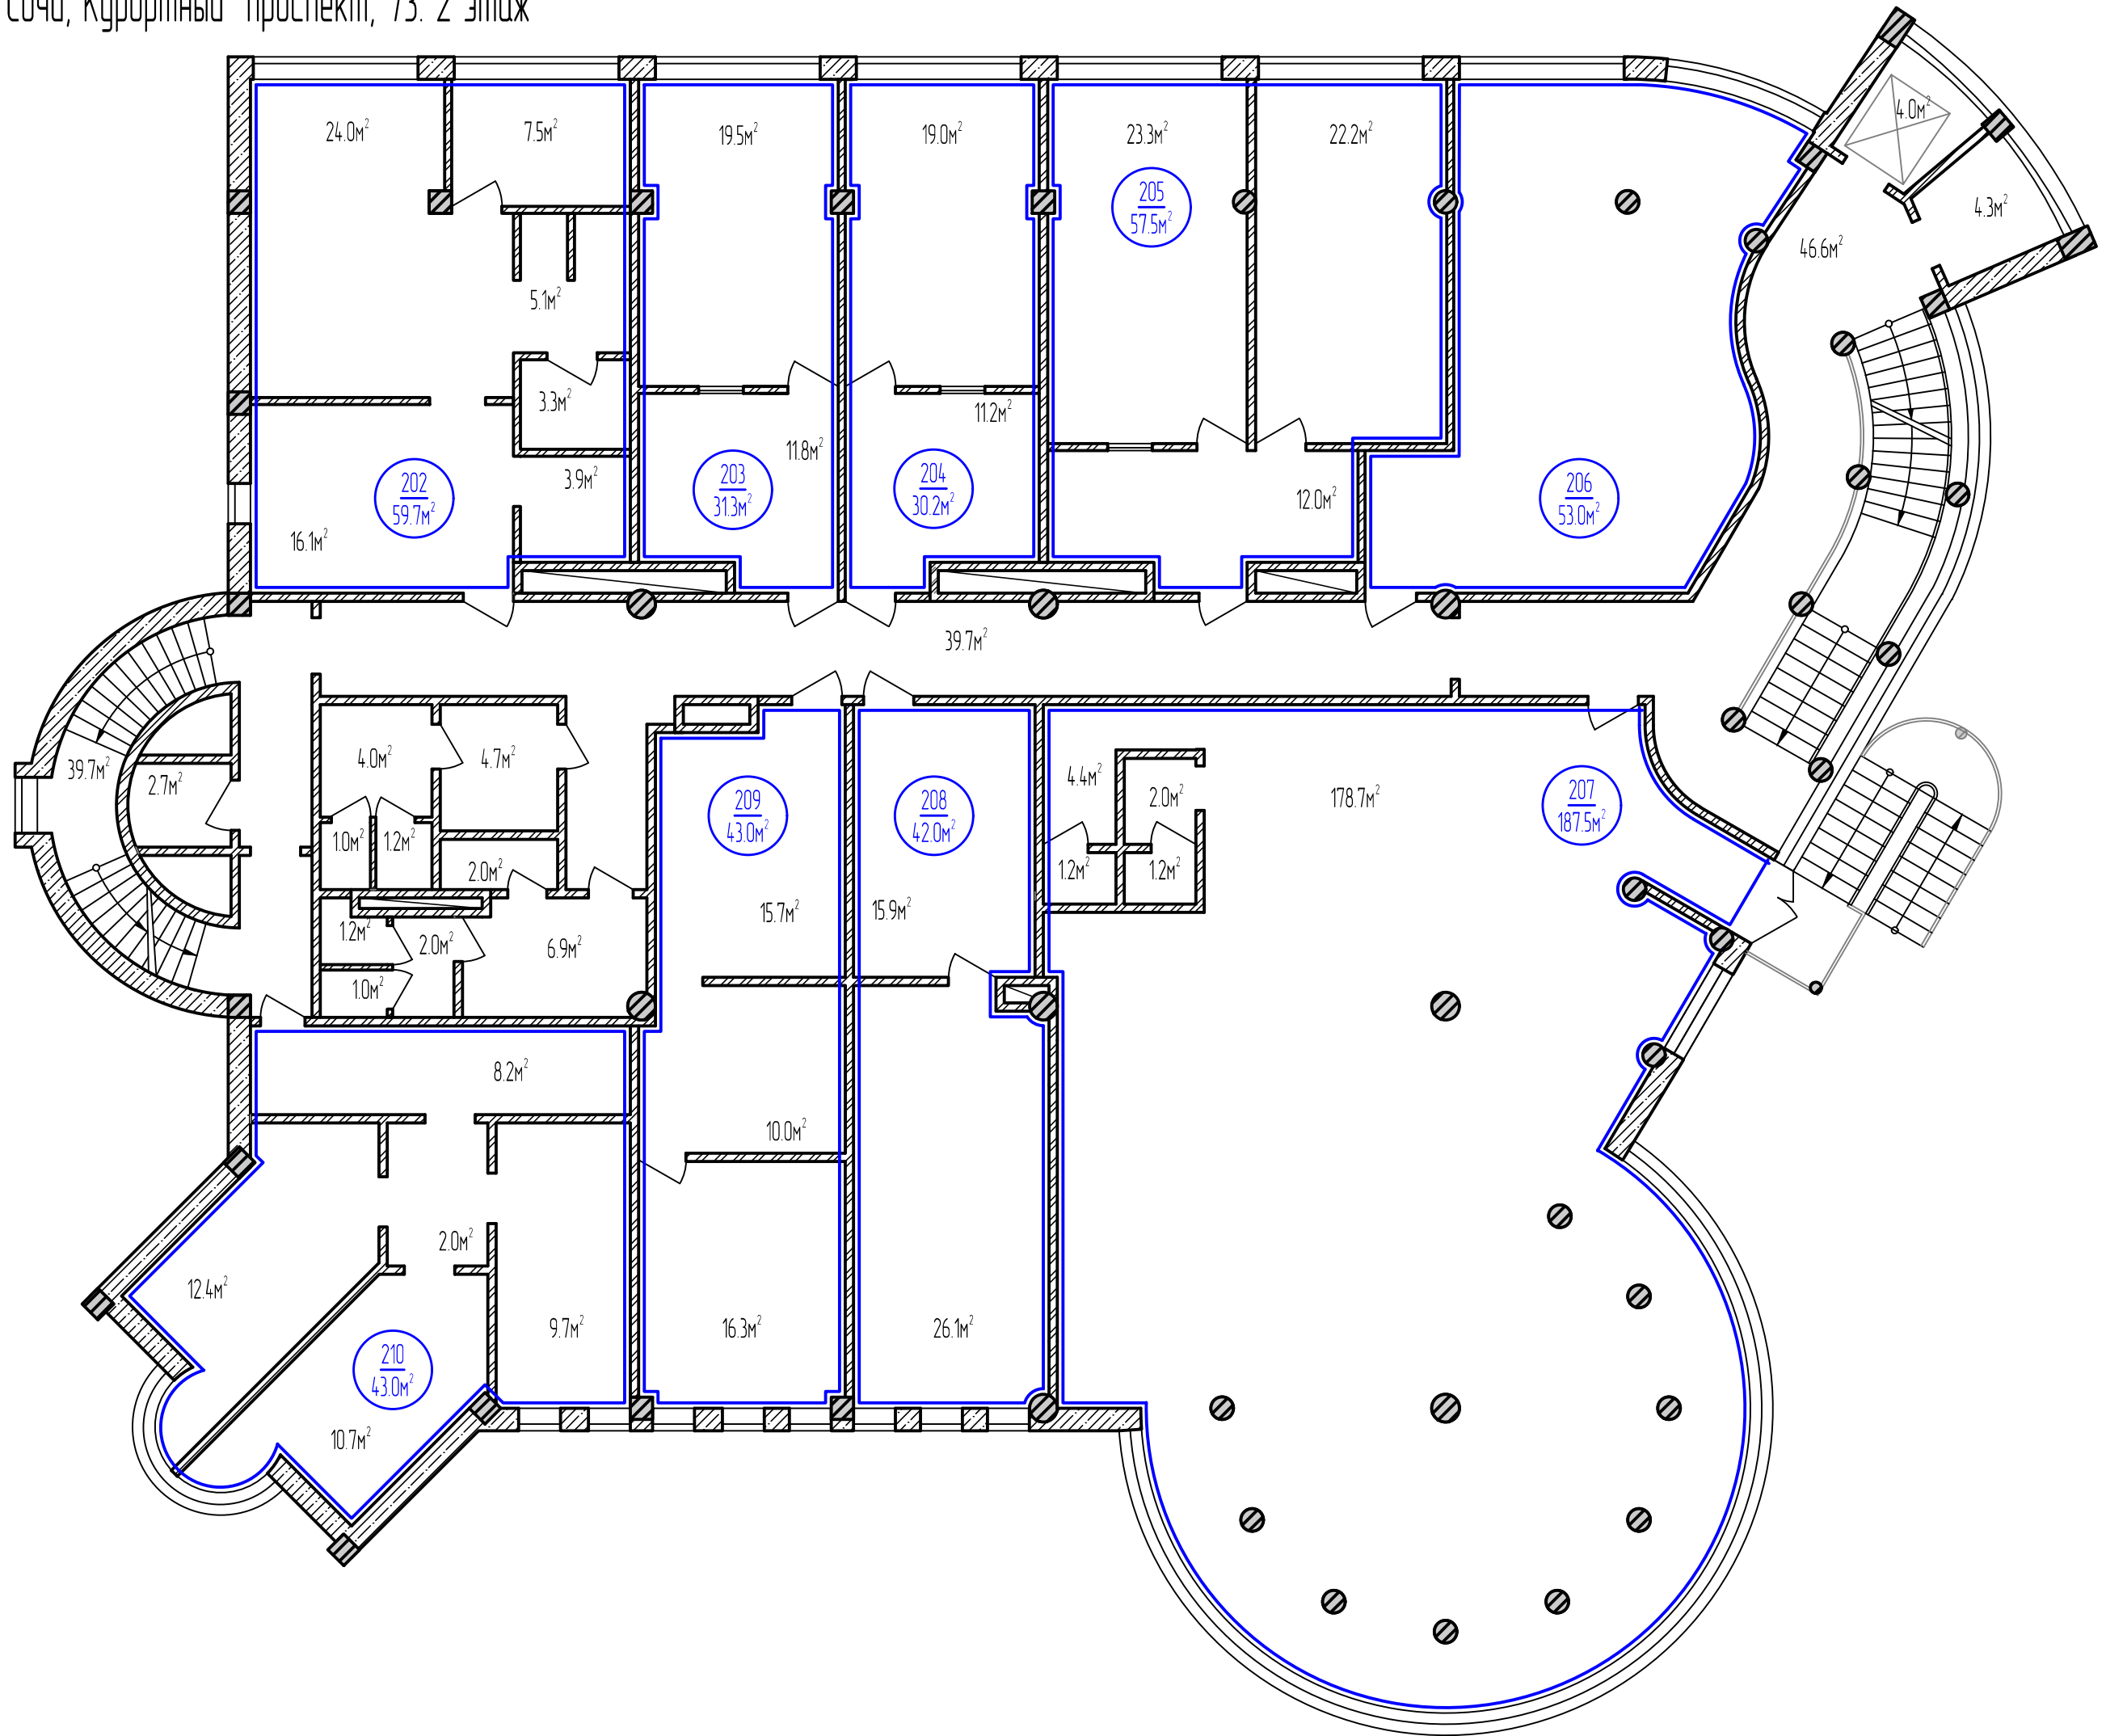 Сочи, Курортный проспект, 73. 2 этаж
24.0м²
7.5м²
19.5м²
19.0м²
23.3м²
22.2м²
4.0м²
205
57.5м²
4.3м²
46.6м²
5.1м²
3.3м²
11.2м²
11.8м²
3.9м²
202
59.7м²
203
31.3м²
204
30.2м²
12.0м²
206
53.0м²
16.1м²
39.7м²
39.7м²
2.7м²
4.0м²
4.7м²
4.4м²
2.0м²
178.7м²
209
43.0м²
208
42.0м²
207
187.5м²
1.0м²
1.2м²
2.0м²
1.2м²
1.2м²
15.7м²
15.9м²
1.2м²
2.0м²
6.9м²
1.0м²
8.2м²
10.0м²
2.0м²
12.4м²
9.7м²
16.3м²
26.1м²
210
43.0м²
10.7м²